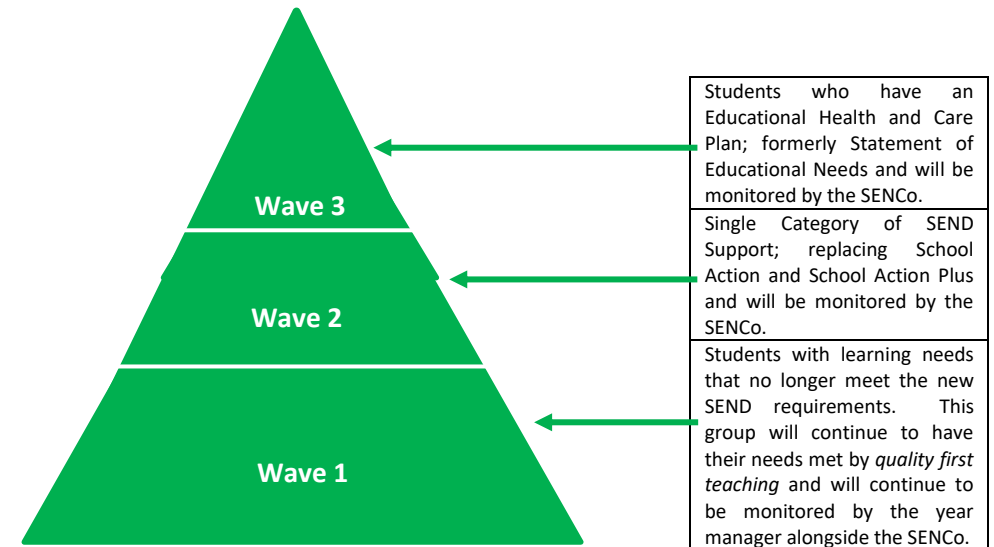 Students who have an
Educational Health and Care
Plan; formerly Statement of
Educational Needs and will be
monitored by the SENCo.
Wave 3
Single Category of SEND
Support; replacing School
Action and School Action Plus
and will be monitored by the
SENCo.
Wave 2
Students with learning needs
that no longer meet the new
SEND requirements. This
group will continue to have
their needs met by quality first
teaching and will continue to
be monitored by the year
manager alongside the SENCo.
Wave 1